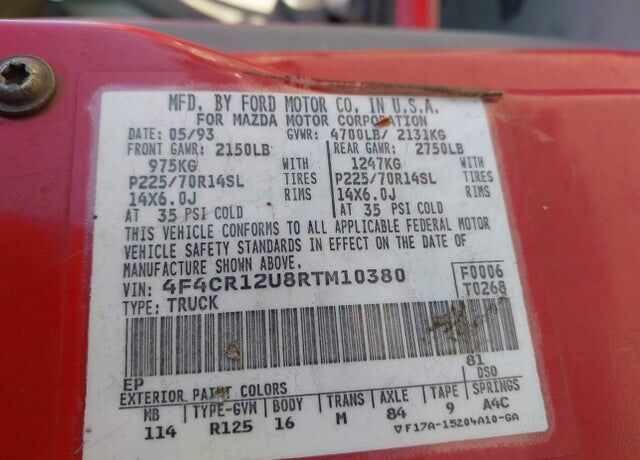 MFD. BY FORD MOTOR CO. IN U.S.A.
FOR MAZDA MOTOR CORPORATION
DATE: 05/93 GVWR: 4700LB/ 2131KG
FRONT GAWR: 2150LB REAR GAWR: 2750LB
975KG WITH 1247KG WITH
P225/70R14SL TIRES P225/70R14SL TIRES
14X6.0J RIMS 14X6.0J RIMS
AT 35 PSI COLD AT 35 PSI COLD
THIS VEHICLE CONFORMS TO ALL APPLICABLE FEDERAL MOTOR
VEHICLE SAFETY STANDARDS IN EFFECT ON THE DATE OF
MANUFACTURE SHOWN ABOVE.
VIN: 4F4CR12U8RTM10380 F0006
TYPE: TRUCK T0268
EP 81
EXTERIOR PAINT COLORS DSO
WB TYPE-GVM BODY TRANS AXLE TAPE SPRINGS
114 R125 16 M 84 9 A4C
▽F17A-15204A10-GA